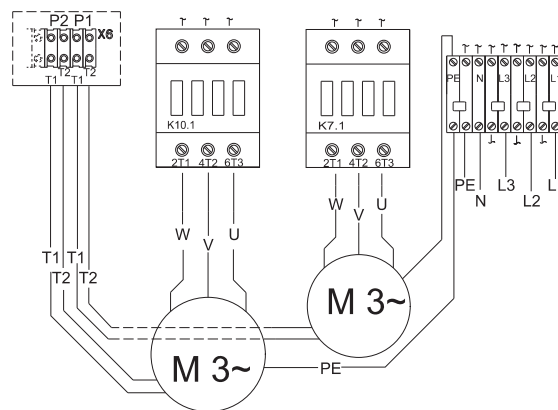 P2 P1
X6
T1 T2 T1 T2
K10.1
2T1 4T2 6T3
K7.1
2T1 4T2 6T3
PE N L3 L2 L1
PE N L3 L2 L
W V U
W V U
T1 T1
T2 T2
M 3~
M 3~
PE